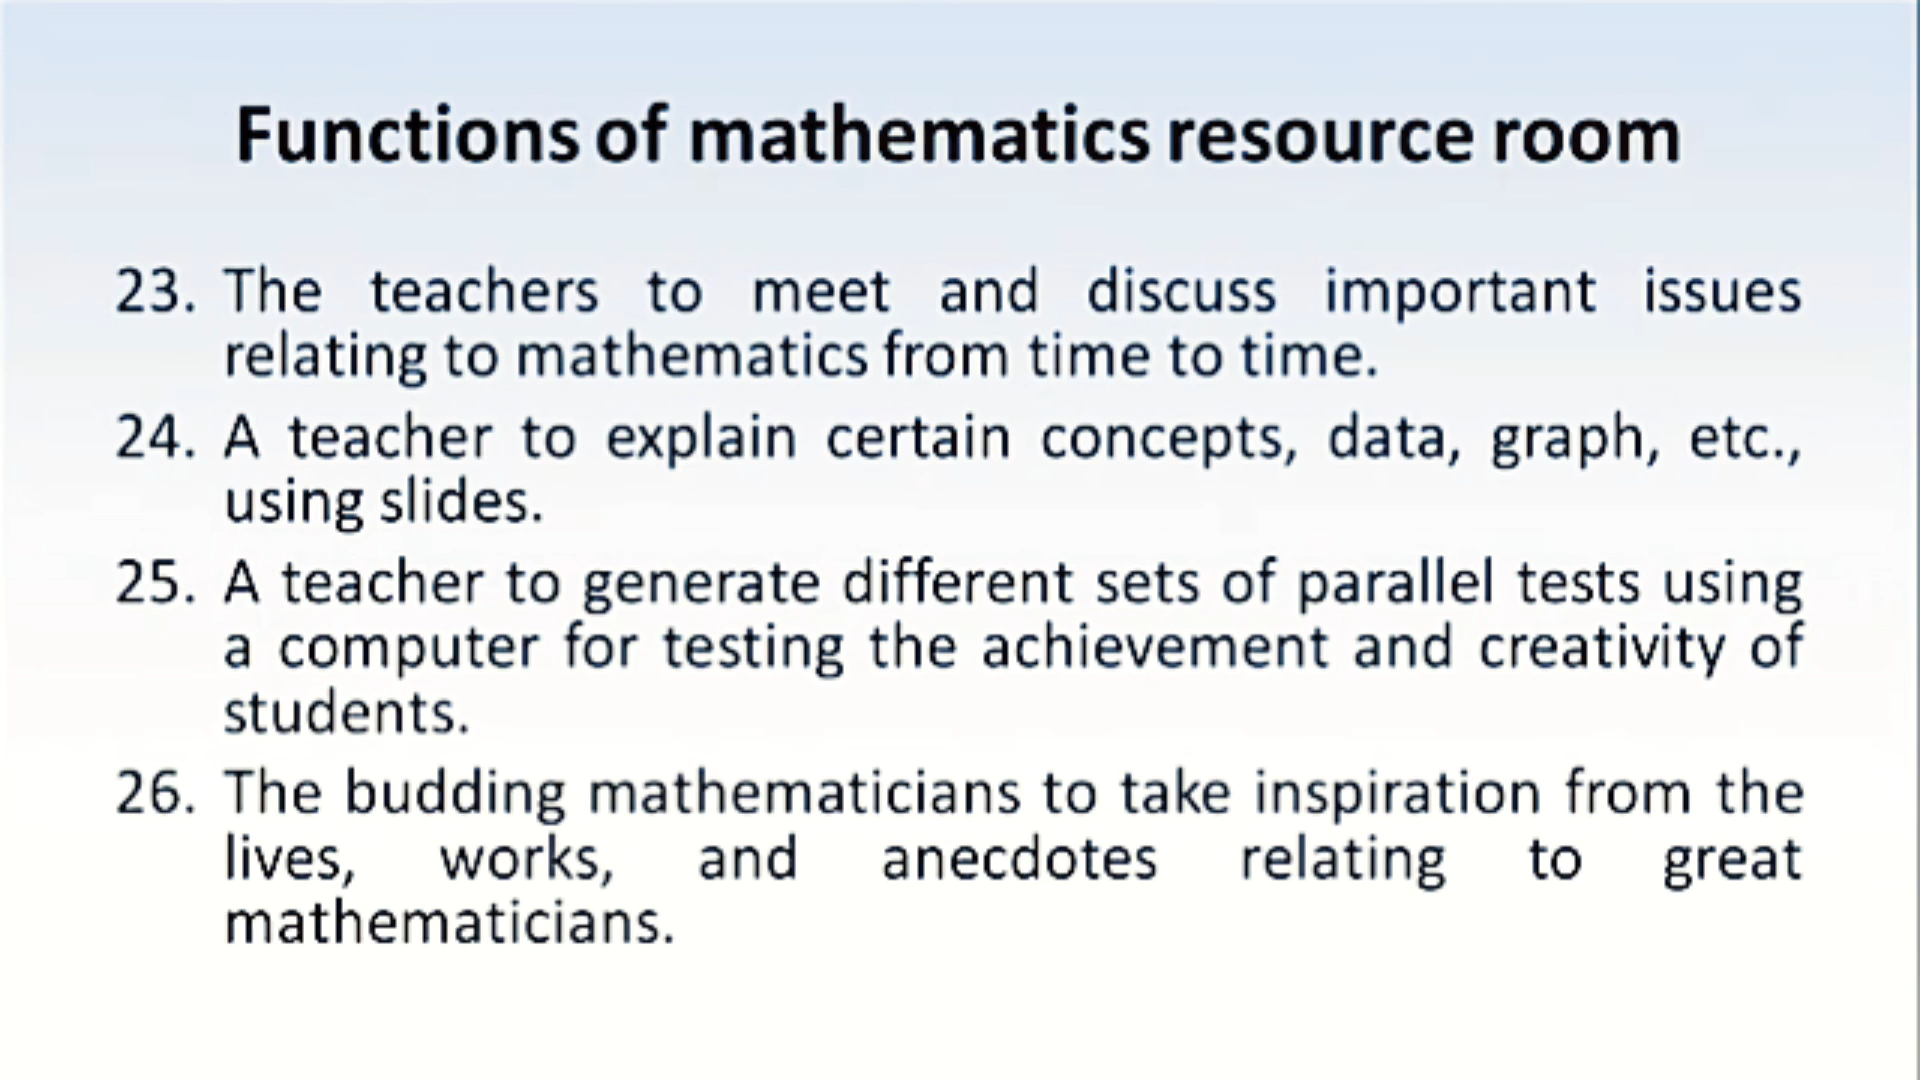 Functions of mathematics resource room
23. The teachers to meet and discuss important issues
relating to mathematics from time to time.
24. A teacher to explain certain concepts, data, graph, etc.,
using slides.
25. A teacher to generate different sets of parallel tests using
a computer for testing the achievement and creativity of
students.
26. The budding mathematicians to take inspiration from the
lives, works, and anecdotes relating to great
mathematicians.